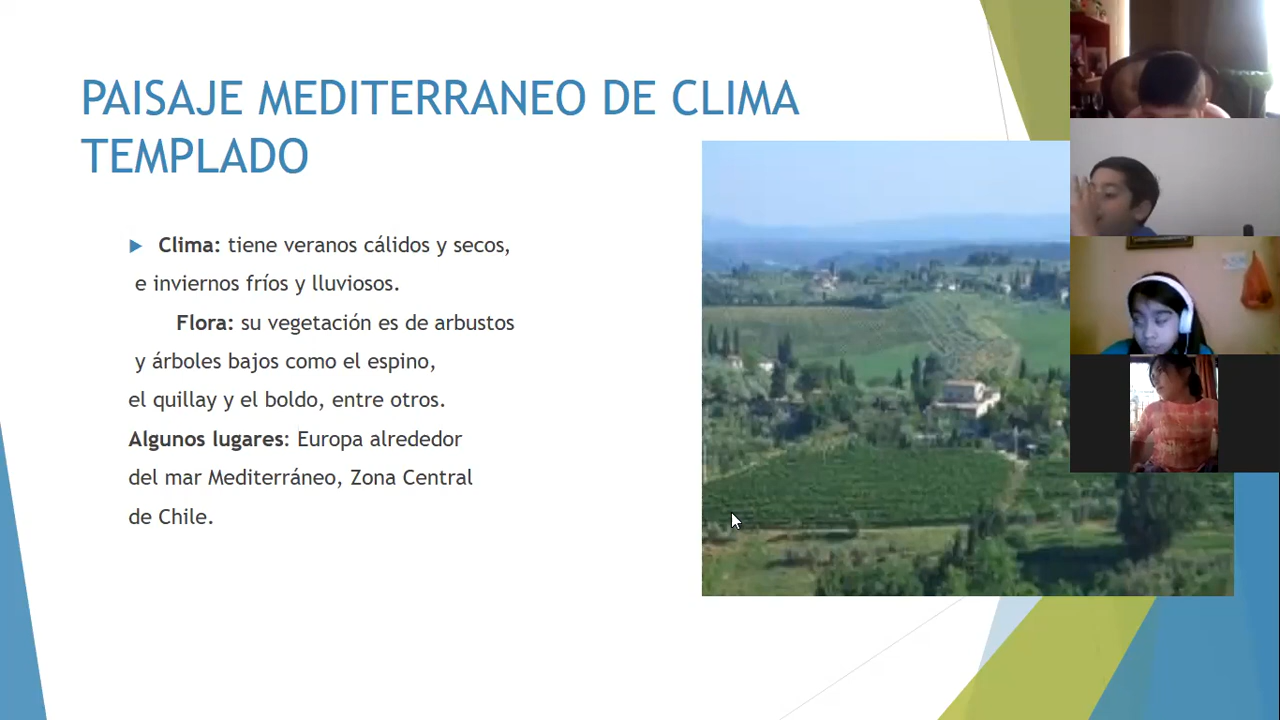 PAISAJE MEDITERRANEO DE CLIMA
TEMPLADO
Clima: tiene veranos cálidos y secos,
e inviernos fríos y lluviosos.
Flora: su vegetación es de arbustos
y árboles bajos como el espino,
el quillay y el boldo, entre otros.
Algunos lugares: Europa alrededor
del mar Mediterráneo, Zona Central
de Chile.